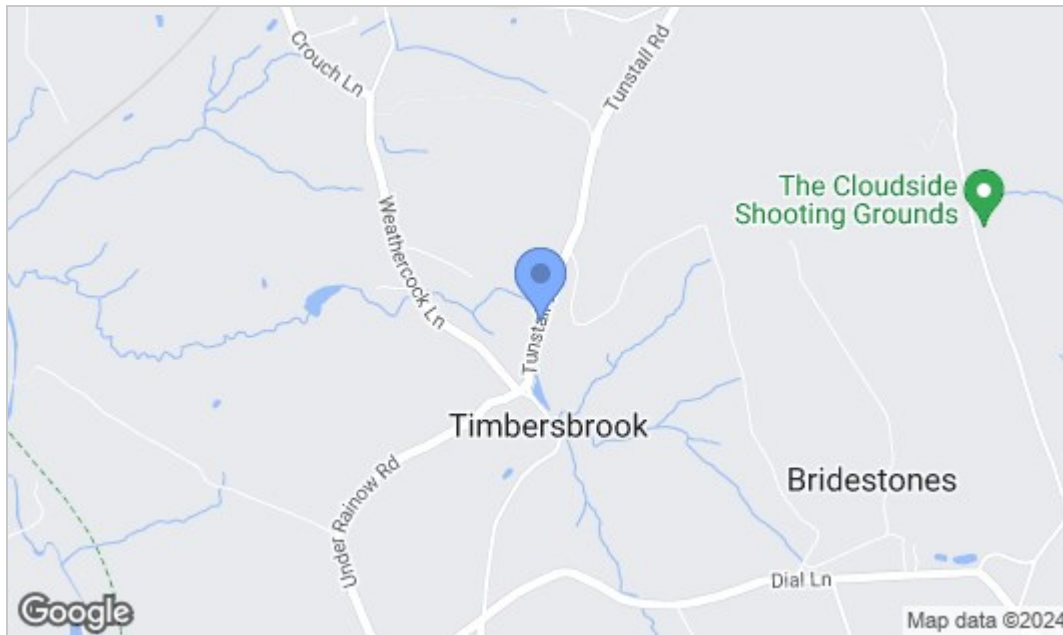 Crouch Ln
Tunstall Rd
The Cloudside
Shooting Grounds
Weathercock Ln
Timbersbrook
Bridestones
Under Rainow Rd
Dial Ln
Google
Map data ©2024